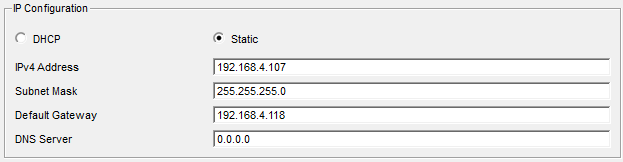 IP Configuration
DHCP Static
IPv4 Address 192.168.4.107
Subnet Mask 255.255.255.0
Default Gateway 192.168.4.118
DNS Server 0.0.0.0